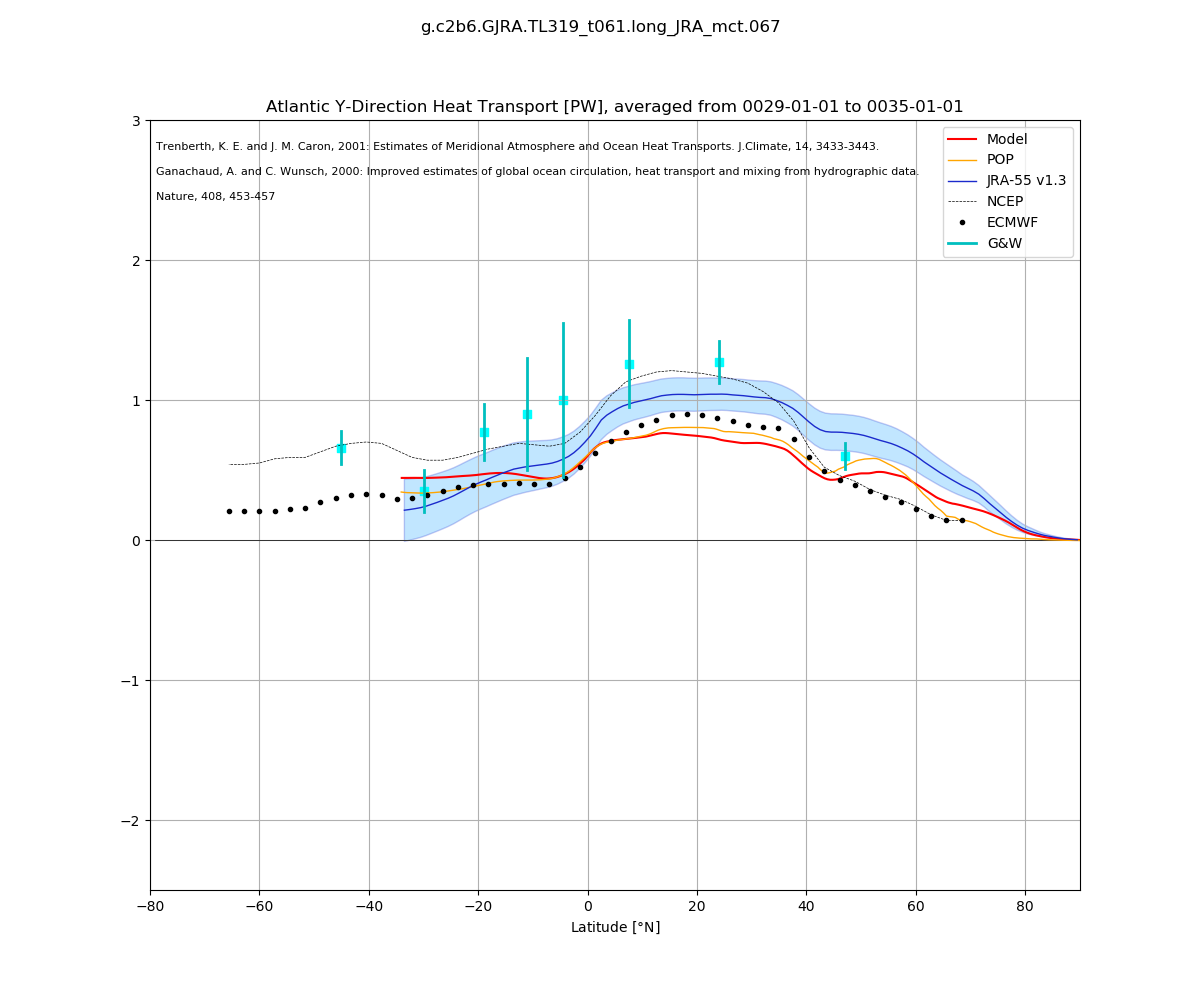 g.c2b6.GJRA.TL319_t061.long_JRA_mct.067
Atlantic Y-Direction Heat Transport [PW], averaged from 0029-01-01 to 0035-01-01
Trenberth, K. E. and J. M. Caron, 2001: Estimates of Meridional Atmosphere and Ocean Heat Transports. J.Climate, 14, 3433-3443.
Ganachaud, A. and C. Wunsch, 2000: Improved estimates of global ocean circulation, heat transport and mixing from hydrographic data.
Nature, 408, 453-457
Model
POP
JRA-55 v1.3
NCEP
ECMWF
G&W
3
2
1
0
−1
−2
−80
−60
−40
−20
0
20
40
60
80
Latitude [°N]